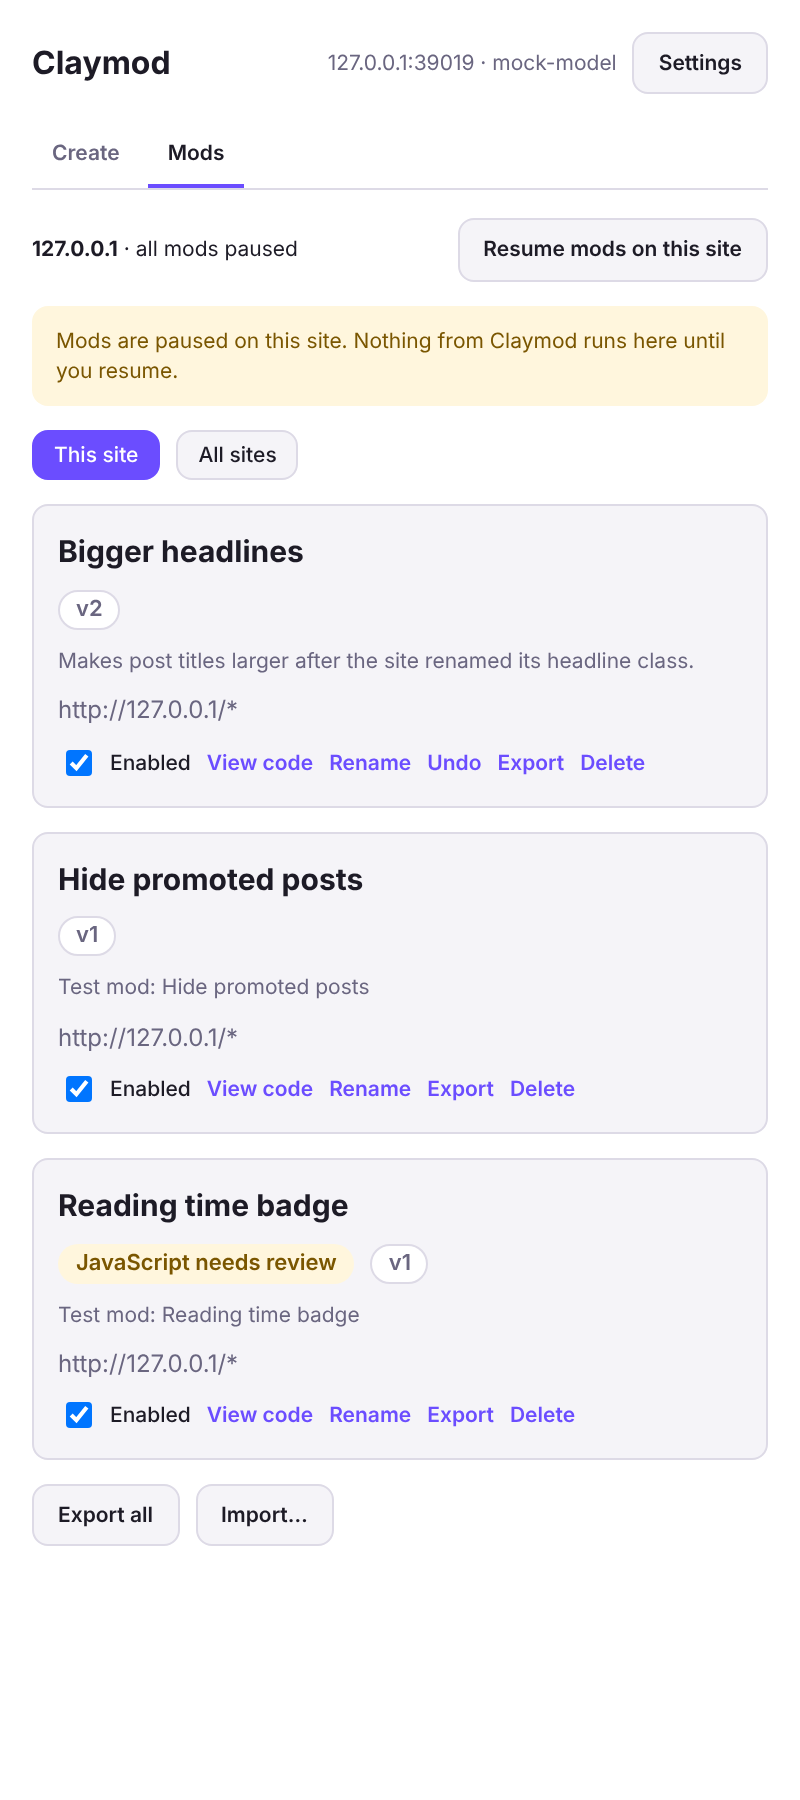 Claymod
127.0.0.1:39019 · mock-model
Settings
Create
Mods
127.0.0.1 · all mods paused
Resume mods on this site
Mods are paused on this site. Nothing from Claymod runs here until
you resume.
This site
All sites
Bigger headlines
v2
Makes post titles larger after the site renamed its headline class.
http://127.0.0.1/*
Enabled View code Rename Undo Export Delete
Hide promoted posts
v1
Test mod: Hide promoted posts
http://127.0.0.1/*
Enabled View code Rename Export Delete
Reading time badge
JavaScript needs review v1
Test mod: Reading time badge
http://127.0.0.1/*
Enabled View code Rename Export Delete
Export all
Import...